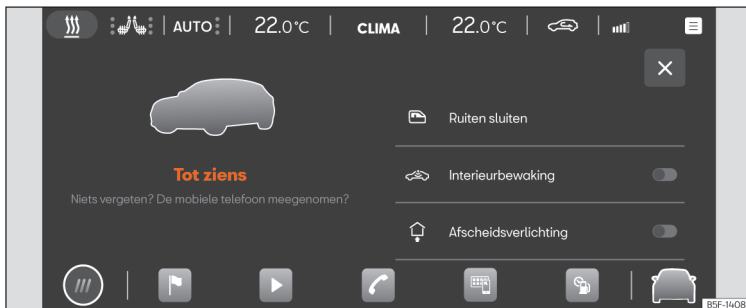 AUTO 22.0°C CLIMA 22.0°C
Ruiten sluiten
Tot ziens
Interieurbewaking
Niets vergeten? De mobiele telefoon meegenomen?
Afscheidsverlichting
B5F-1408